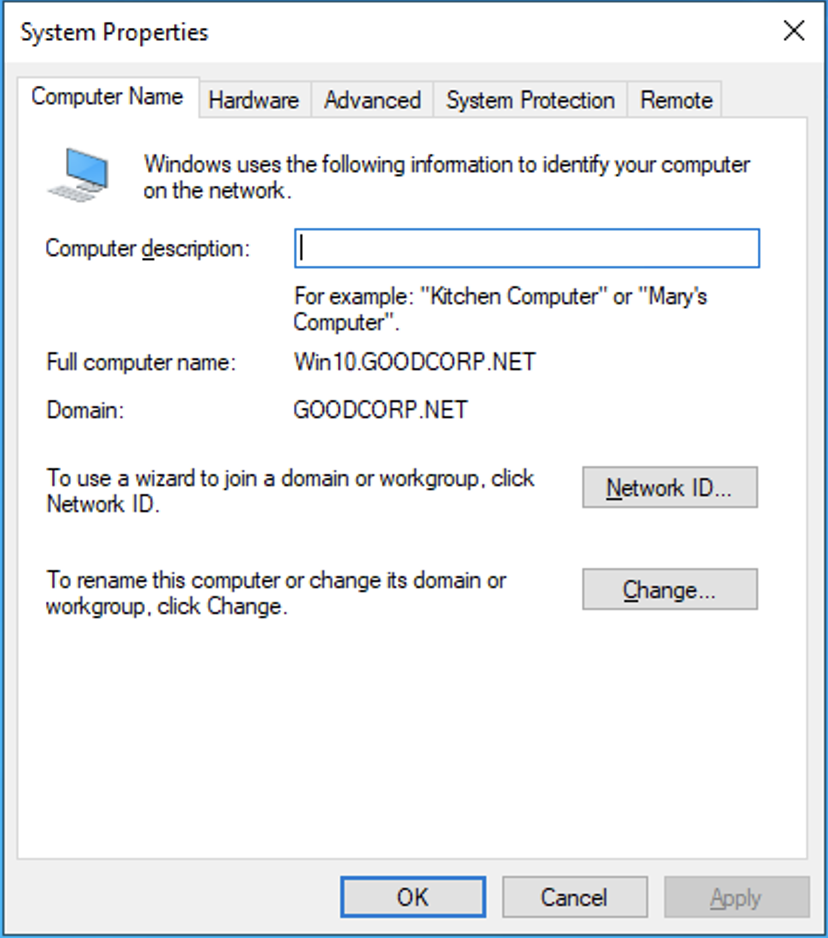 System Properties
Computer Name
Hardware
Advanced
System Protection
Remote
Windows uses the following information to identify your computer
on the network.
Computer description:
For example: "Kitchen Computer" or "Mary's
Computer".
Full computer name:
Win10.GOODCORP.NET
Domain:
GOODCORP.NET
To use a wizard to join a domain or workgroup, click
Network ID.
Network ID...
To rename this computer or change its domain or
workgroup, click Change.
Change...
OK
Cancel
Apply